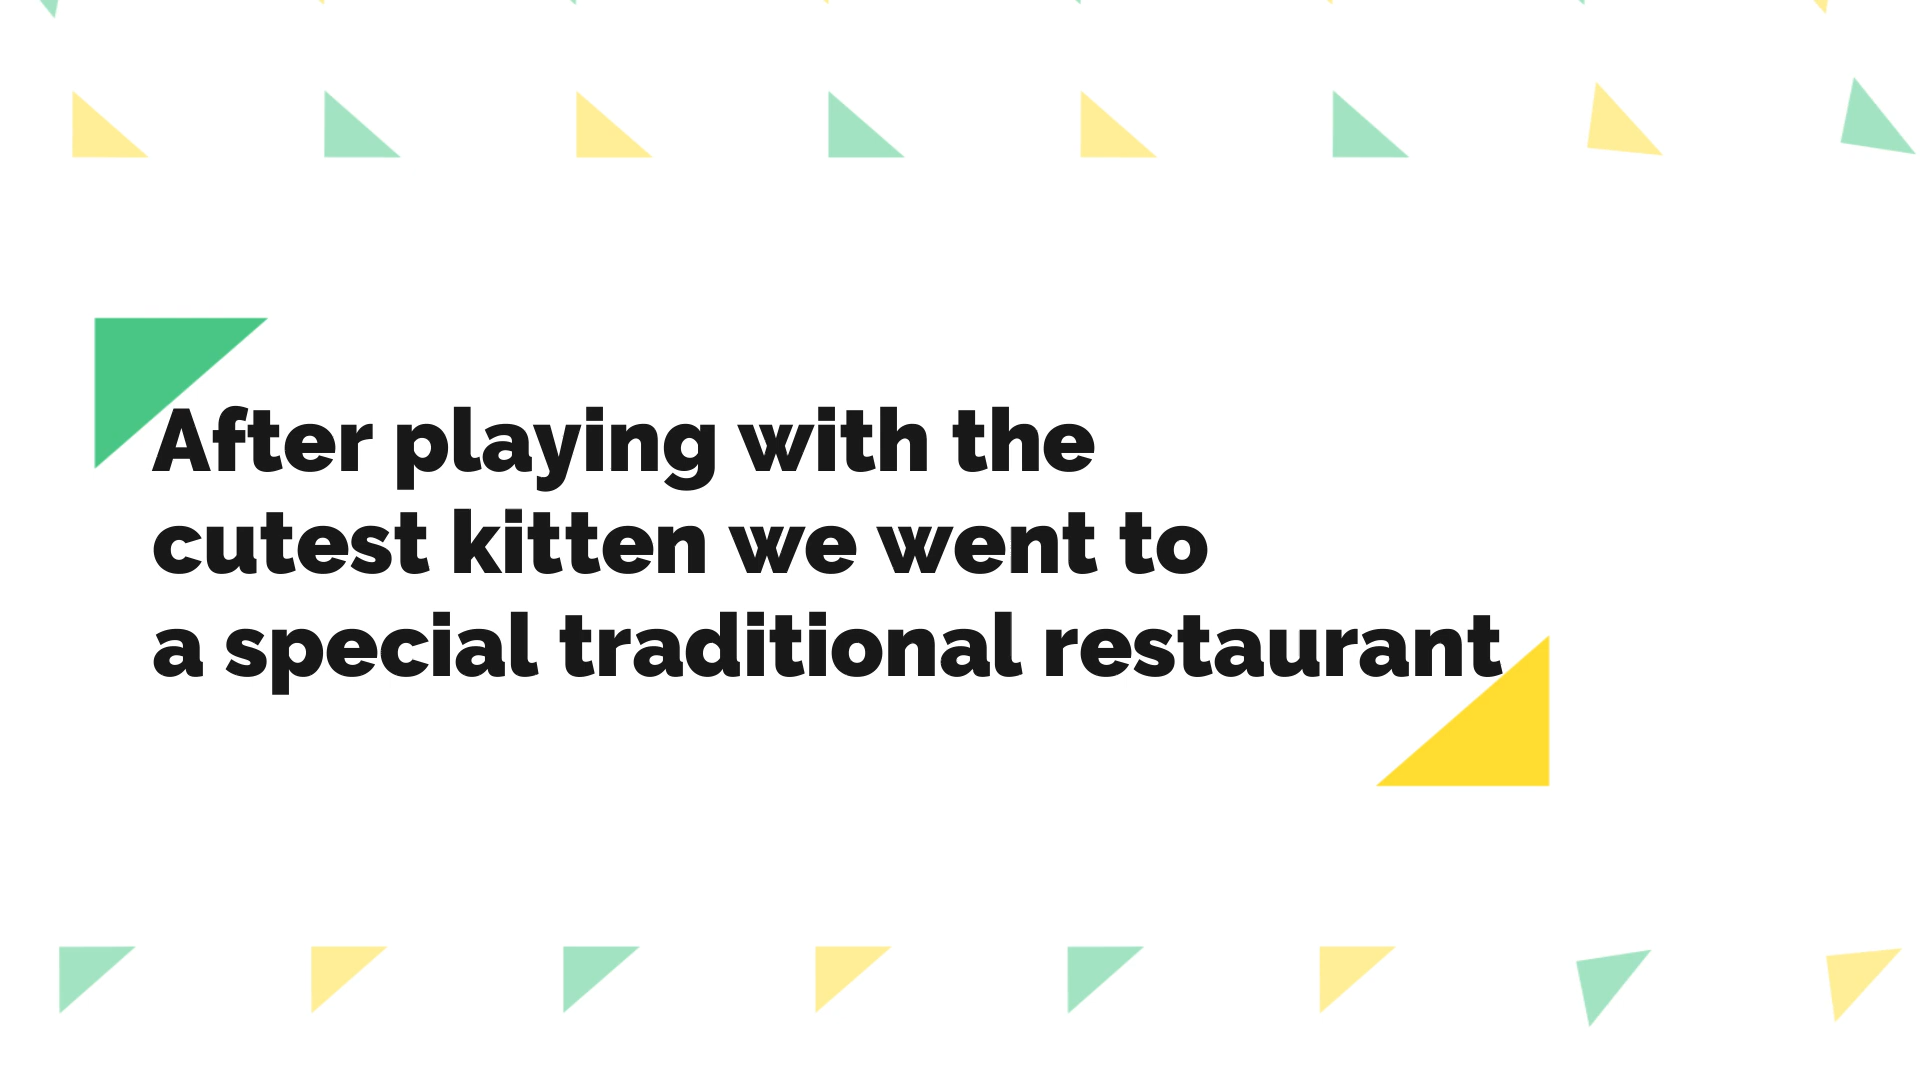 After playing with the
cutest kitten we went to
a special traditional restaurant